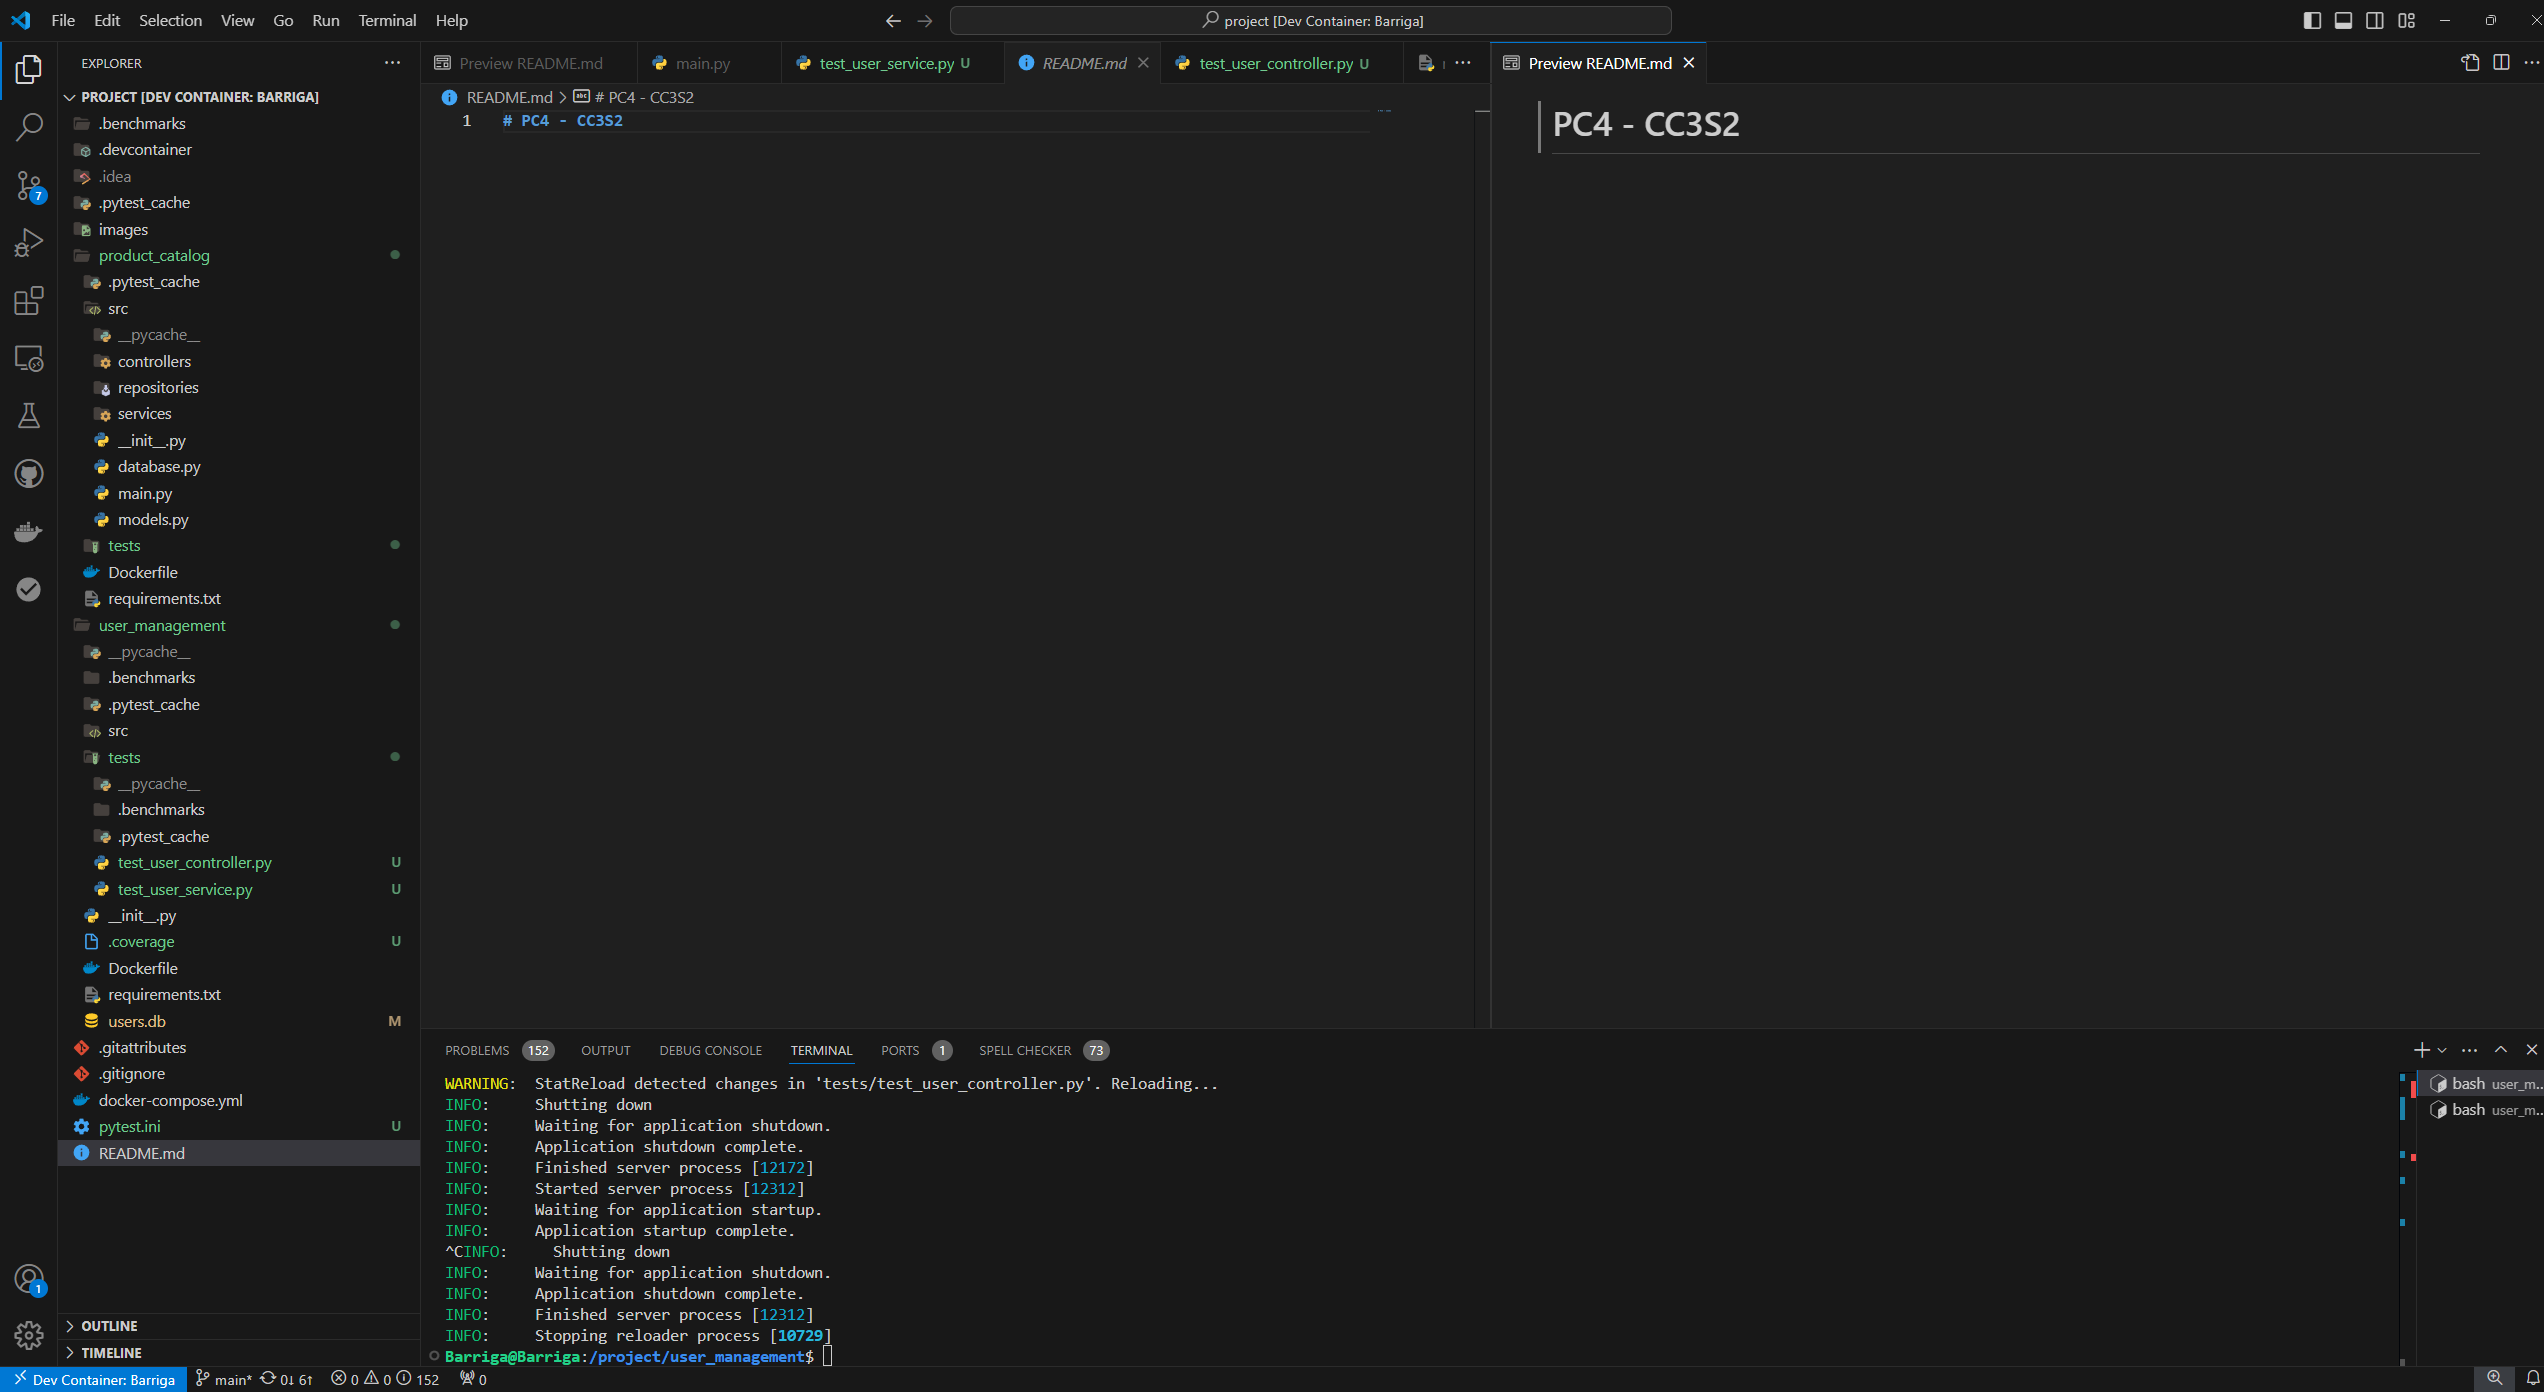 File Edit Selection View Go Run Terminal Help
project [Dev Container: Barriga]
EXPLORER
PROJECT [DEV CONTAINER: BARRIGA]
.benchmarks
.devcontainer
.idea
.pytest_cache
images
product_catalog
.pytest_cache
src
__pycache__
controllers
repositories
services
__init__.py
database.py
main.py
models.py
tests
Dockerfile
requirements.txt
user_management
__pycache__
.benchmarks
.pytest_cache
src
tests
__pycache__
.benchmarks
.pytest_cache
test_user_controller.py U
test_user_service.py U
__init__.py
.coverage U
Dockerfile
requirements.txt
users.db M
.gitattributes
.gitignore
docker-compose.yml
pytest.ini U
README.md
OUTLINE
TIMELINE
7
1
Preview README.md main.py test_user_service.py U README.md test_user_controller.py U
README.md > # PC4 - CC3S2
1 # PC4 - CC3S2
Preview README.md
PC4 - CC3S2
PROBLEMS 152 OUTPUT DEBUG CONSOLE TERMINAL PORTS 1 SPELL CHECKER 73
WARNING: StatReload detected changes in 'tests/test_user_controller.py'. Reloading...
INFO: Shutting down
INFO: Waiting for application shutdown.
INFO: Application shutdown complete.
INFO: Finished server process [12172]
INFO: Started server process [12312]
INFO: Waiting for application startup.
INFO: Application startup complete.
^CINFO: Shutting down
INFO: Waiting for application shutdown.
INFO: Application shutdown complete.
INFO: Finished server process [12312]
INFO: Stopping reloader process [10729]
Barriga@Barriga:/project/user_management$
bash user_m...
bash user_m...
Dev Container: Barriga main* 0↓ 6↑ 0 0 152 0